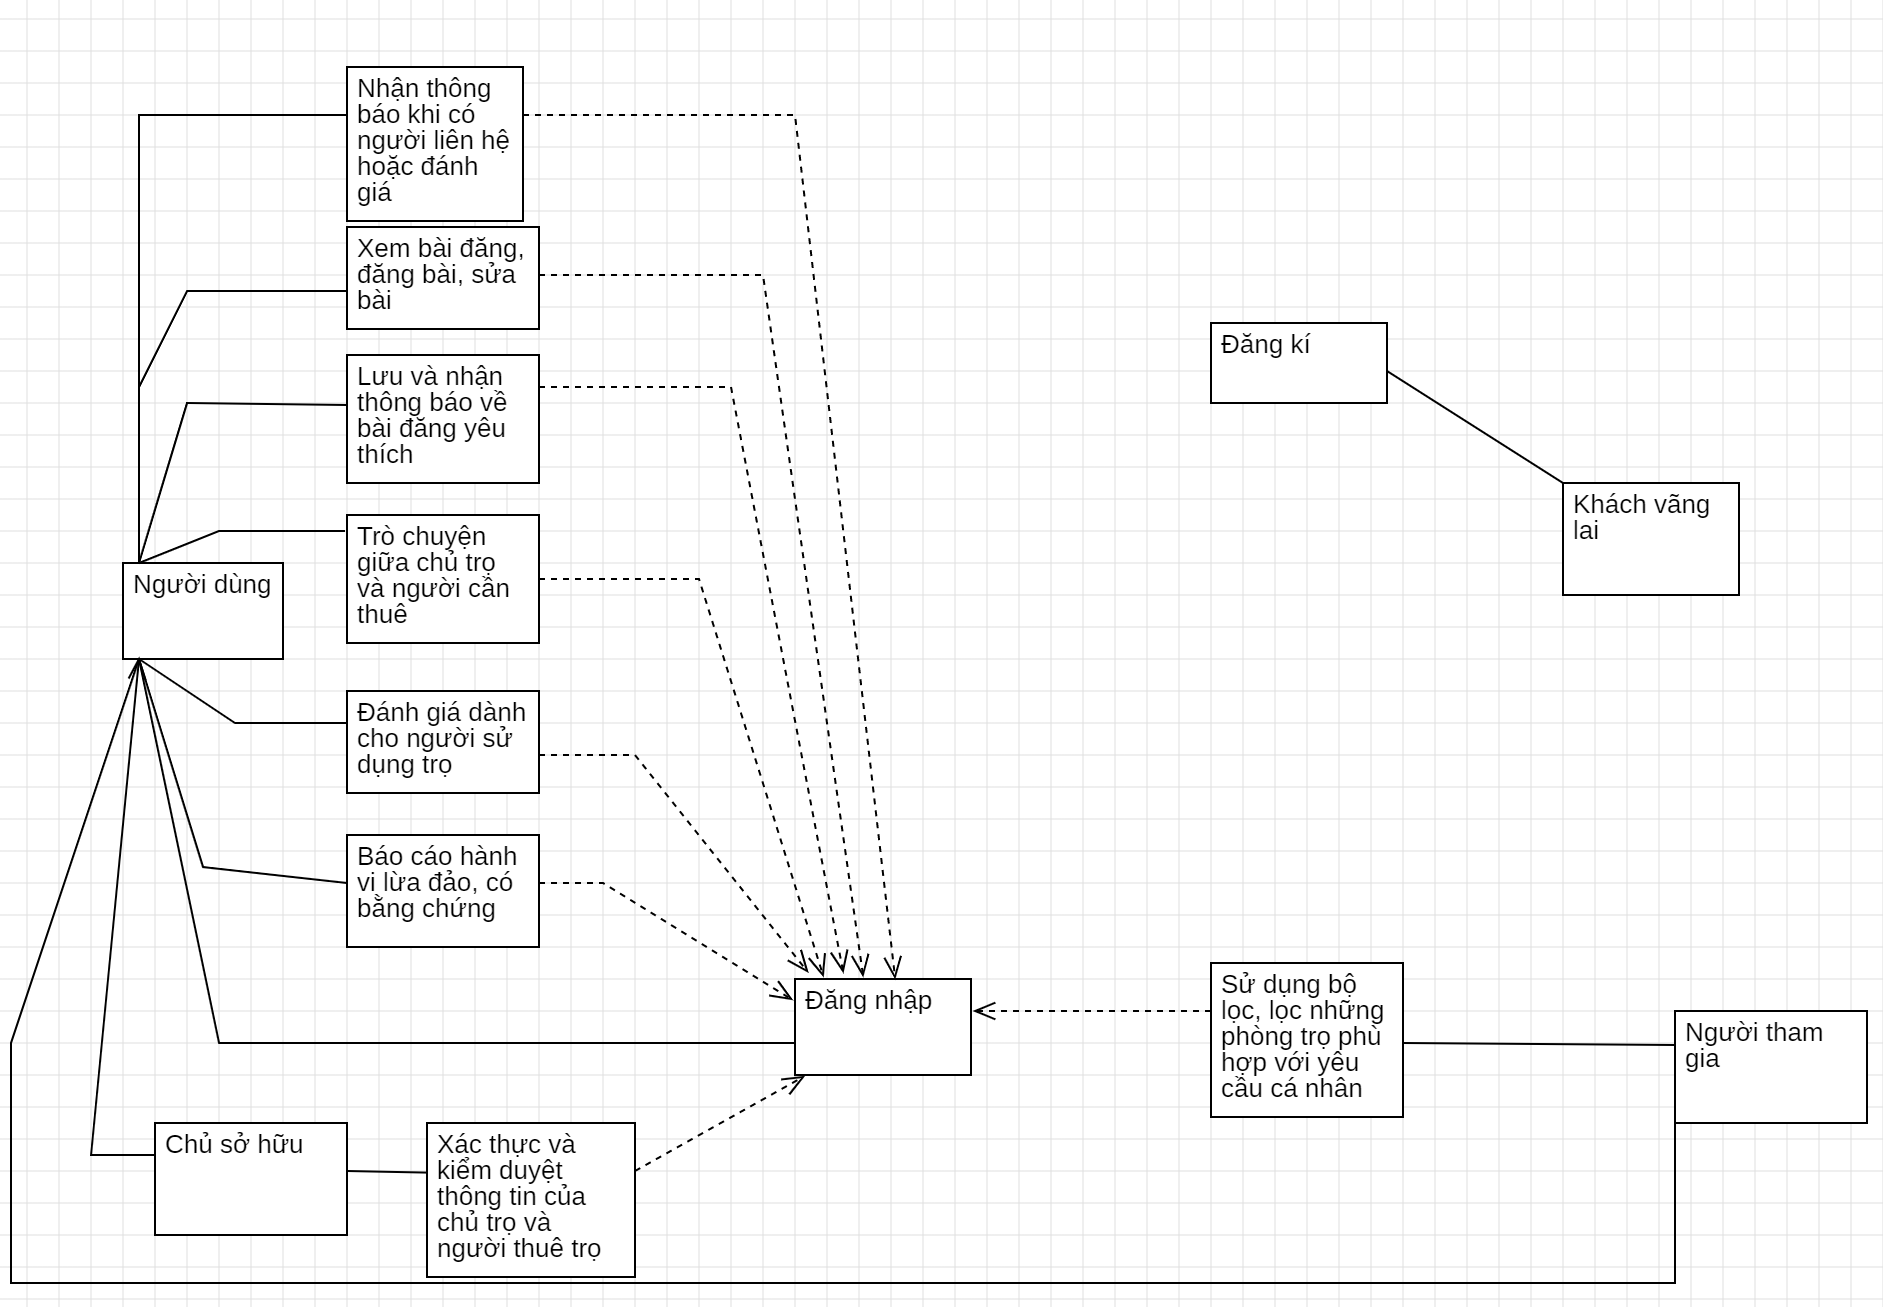 Nhận thông
báo khi có
người liên hệ
hoặc đánh
giá
Xem bài đăng,
đăng bài, sửa
bài
Lưu và nhận
thông báo về
bài đăng yêu
thích
Trò chuyện
giữa chủ trọ
và người cần
thuê
Người dùng
Đánh giá dành
cho người sử
dụng trọ
Báo cáo hành
vi lừa đảo, có
bằng chứng
Đăng kí
Khách vãng
lai
Đăng nhập
Sử dụng bộ
lọc, lọc những
phòng trọ phù
hợp với yêu
cầu cá nhân
Người tham
gia
Chủ sở hữu
Xác thực và
kiểm duyệt
thông tin của
chủ trọ và
người thuê trọ